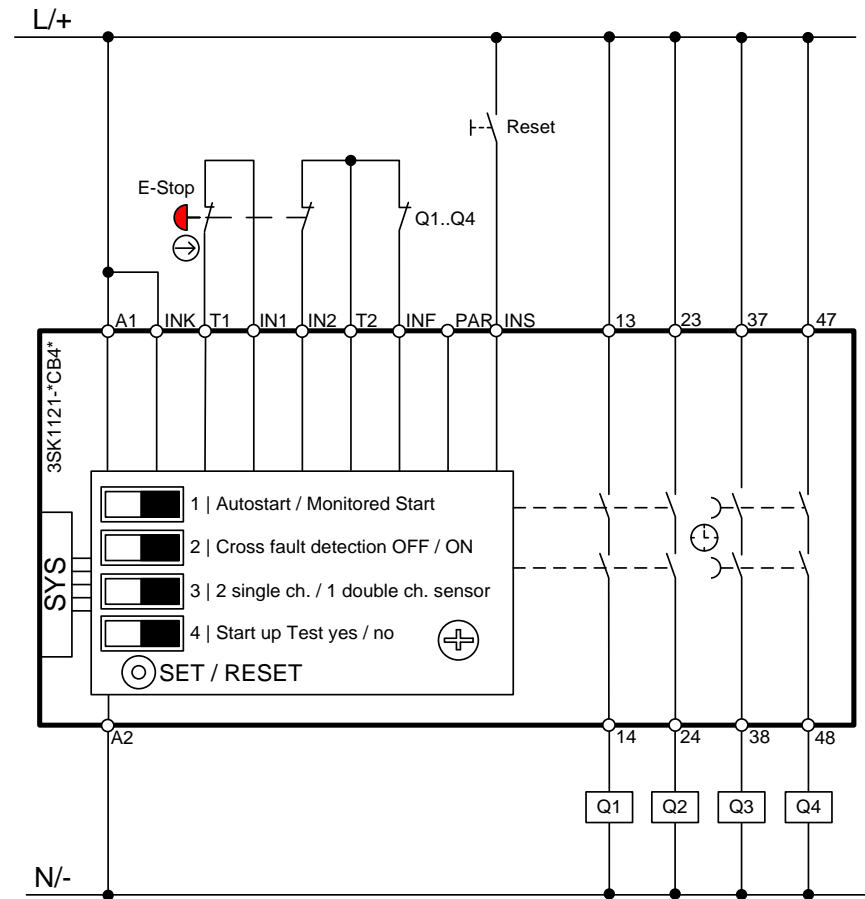 L/+
Reset
E-Stop
Q1..Q4
A1 INK T1 IN1 IN2 T2 INF PAR INS 13 23 37 47
3SK1121-*CB4*
1 | Autostart / Monitored Start
2 | Cross fault detection OFF / ON
3 | 2 single ch. / 1 double ch. sensor
4 | Start up Test yes / no
SYS
SET / RESET
A2 14 24 38 48
Q1 Q2 Q3 Q4
N/-